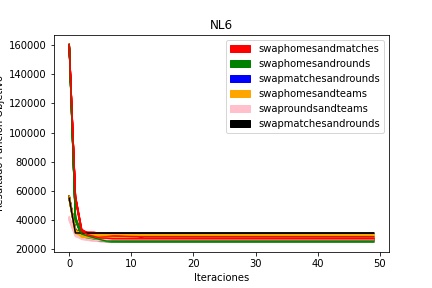 NL6
Resultado Función Objetivo
160000
140000
120000
100000
80000
60000
40000
20000
swaphomesandmatches
swaphomesandrounds
swapmatchesandrounds
swaphomesandteams
swaproundsandteams
swapmatchesandrounds
0
10
20
30
40
50
Iteraciones